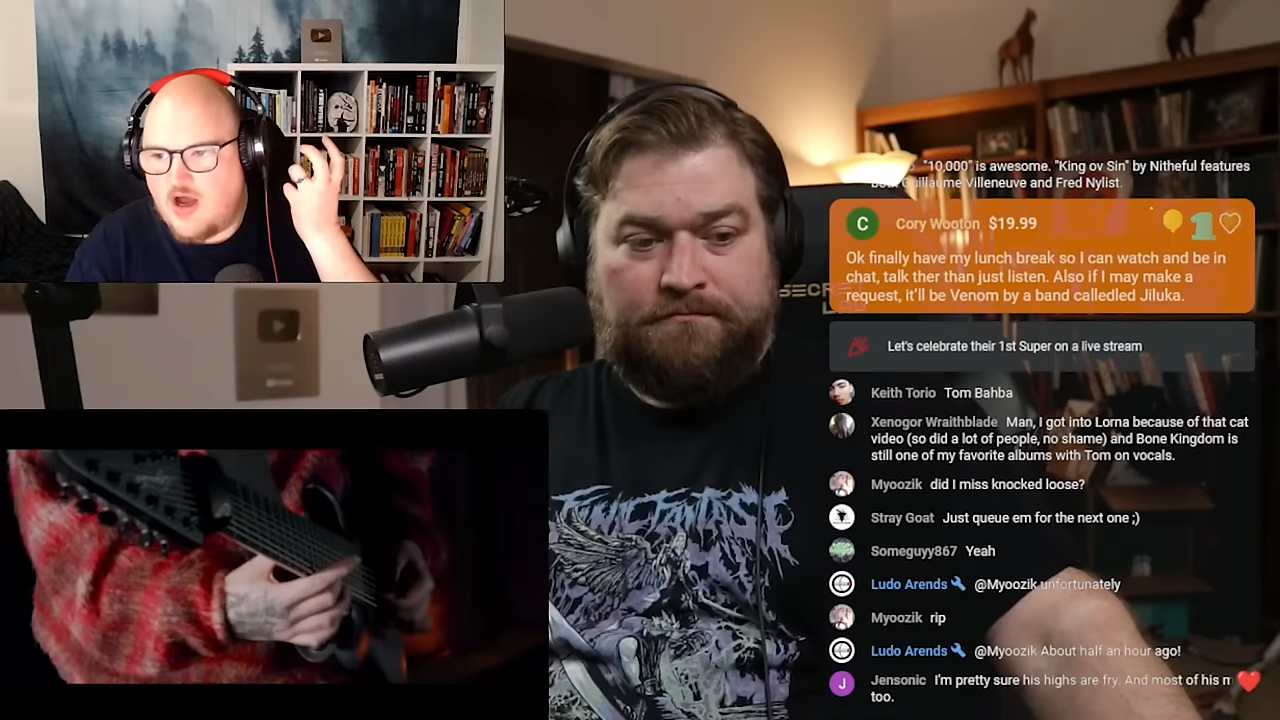 "10,000" is awesome. "King ov Sin" by Nitheful features
both Guillaume Villeneuve and Fred Nylist.
C Cory Wooton $19.99
Ok finally have my lunch break so I can watch and be in
chat, talk ther than just listen. Also if I may make a
request, it'll be Venom by a band calledled Jiluka.
Let's celebrate their 1st Super on a live stream
Keith Torio Tom Bahba
Xenogor Wraithblade Man, I got into Lorna because of that cat
video (so did a lot of people, no shame) and Bone Kingdom is
still one of my favorite albums with Tom on vocals.
Myoozik did I miss knocked loose?
Stray Goat Just queue em for the next one ;)
Someguyy867 Yeah
Ludo Arends @Myoozik unfortunately
Myoozik rip
Ludo Arends @Myoozik About half an hour ago!
J Jensonic I'm pretty sure his highs are fry. And most of his m
too.
FINAL FANTASY